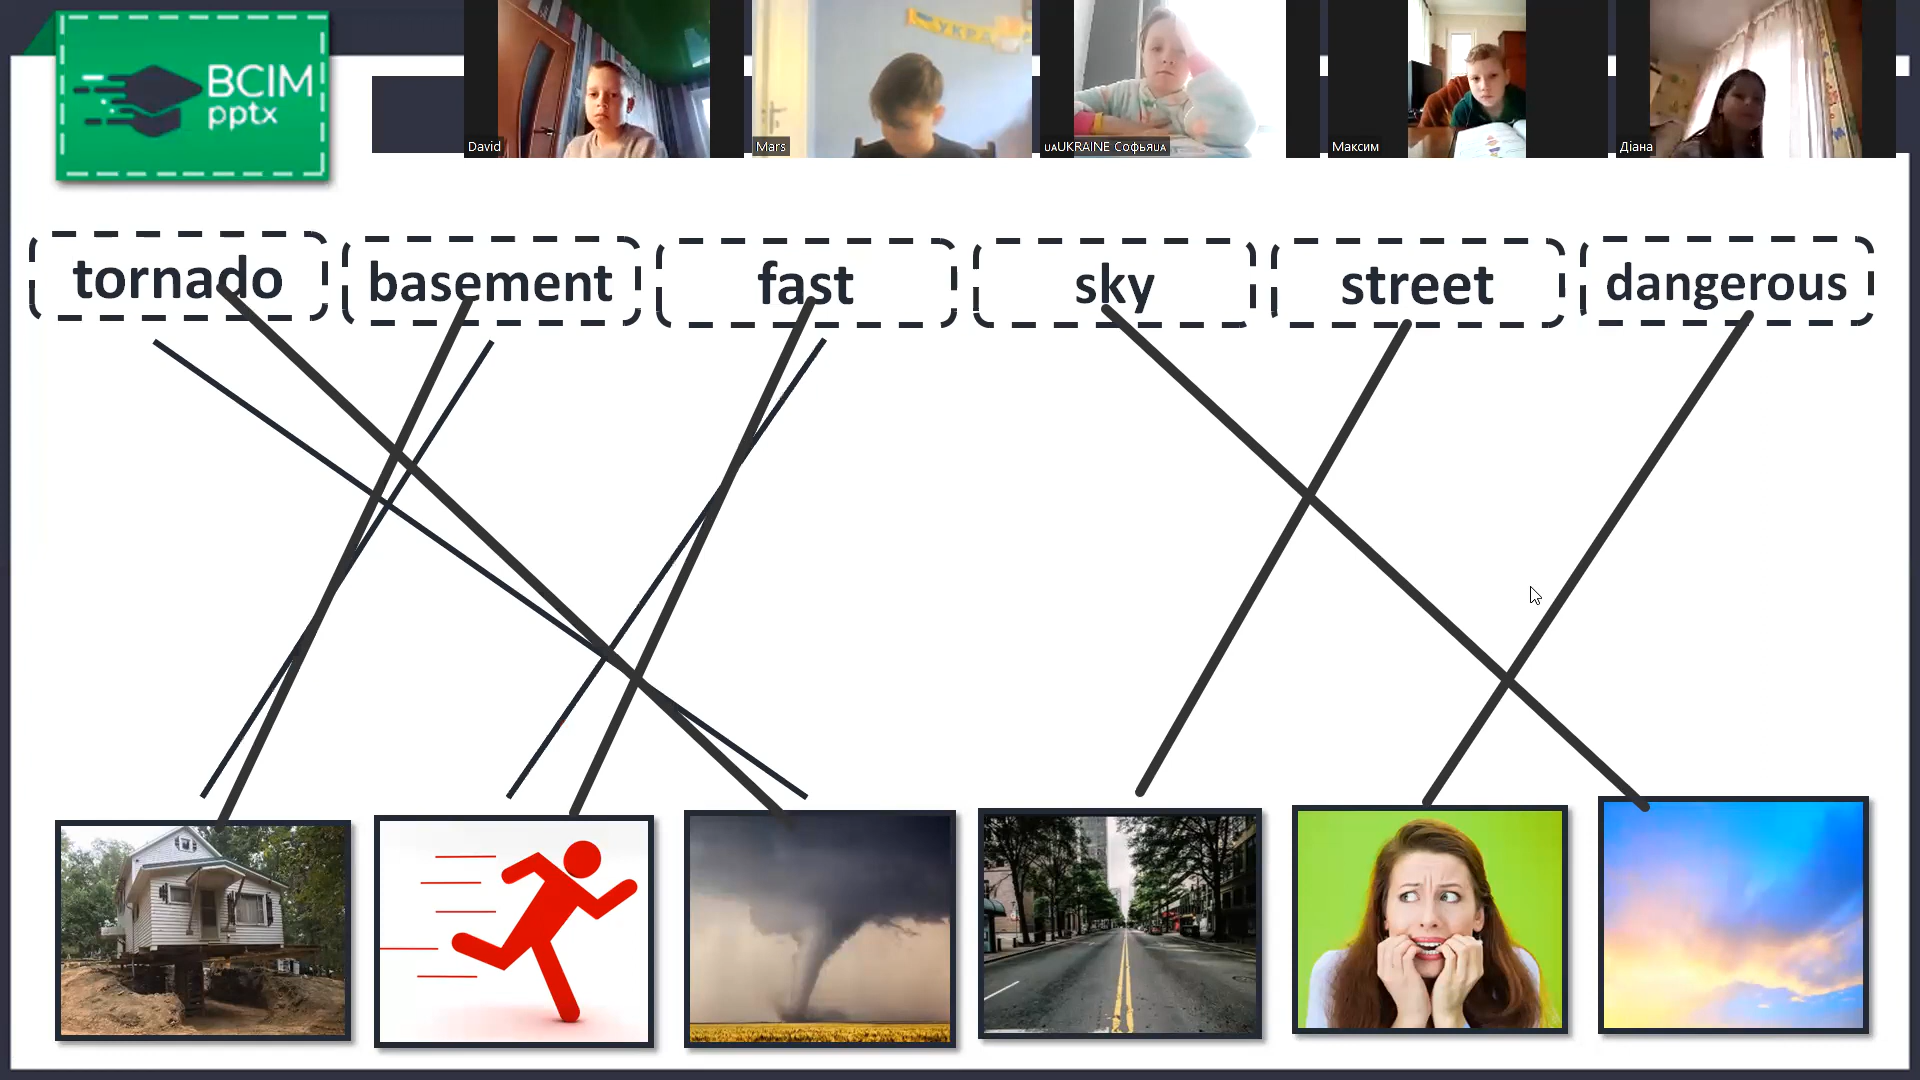 BCIM
pptx
David
Mars
UAUKRAINE СофьяUA
Максим
Діана
tornado
basement
fast
sky
street
dangerous